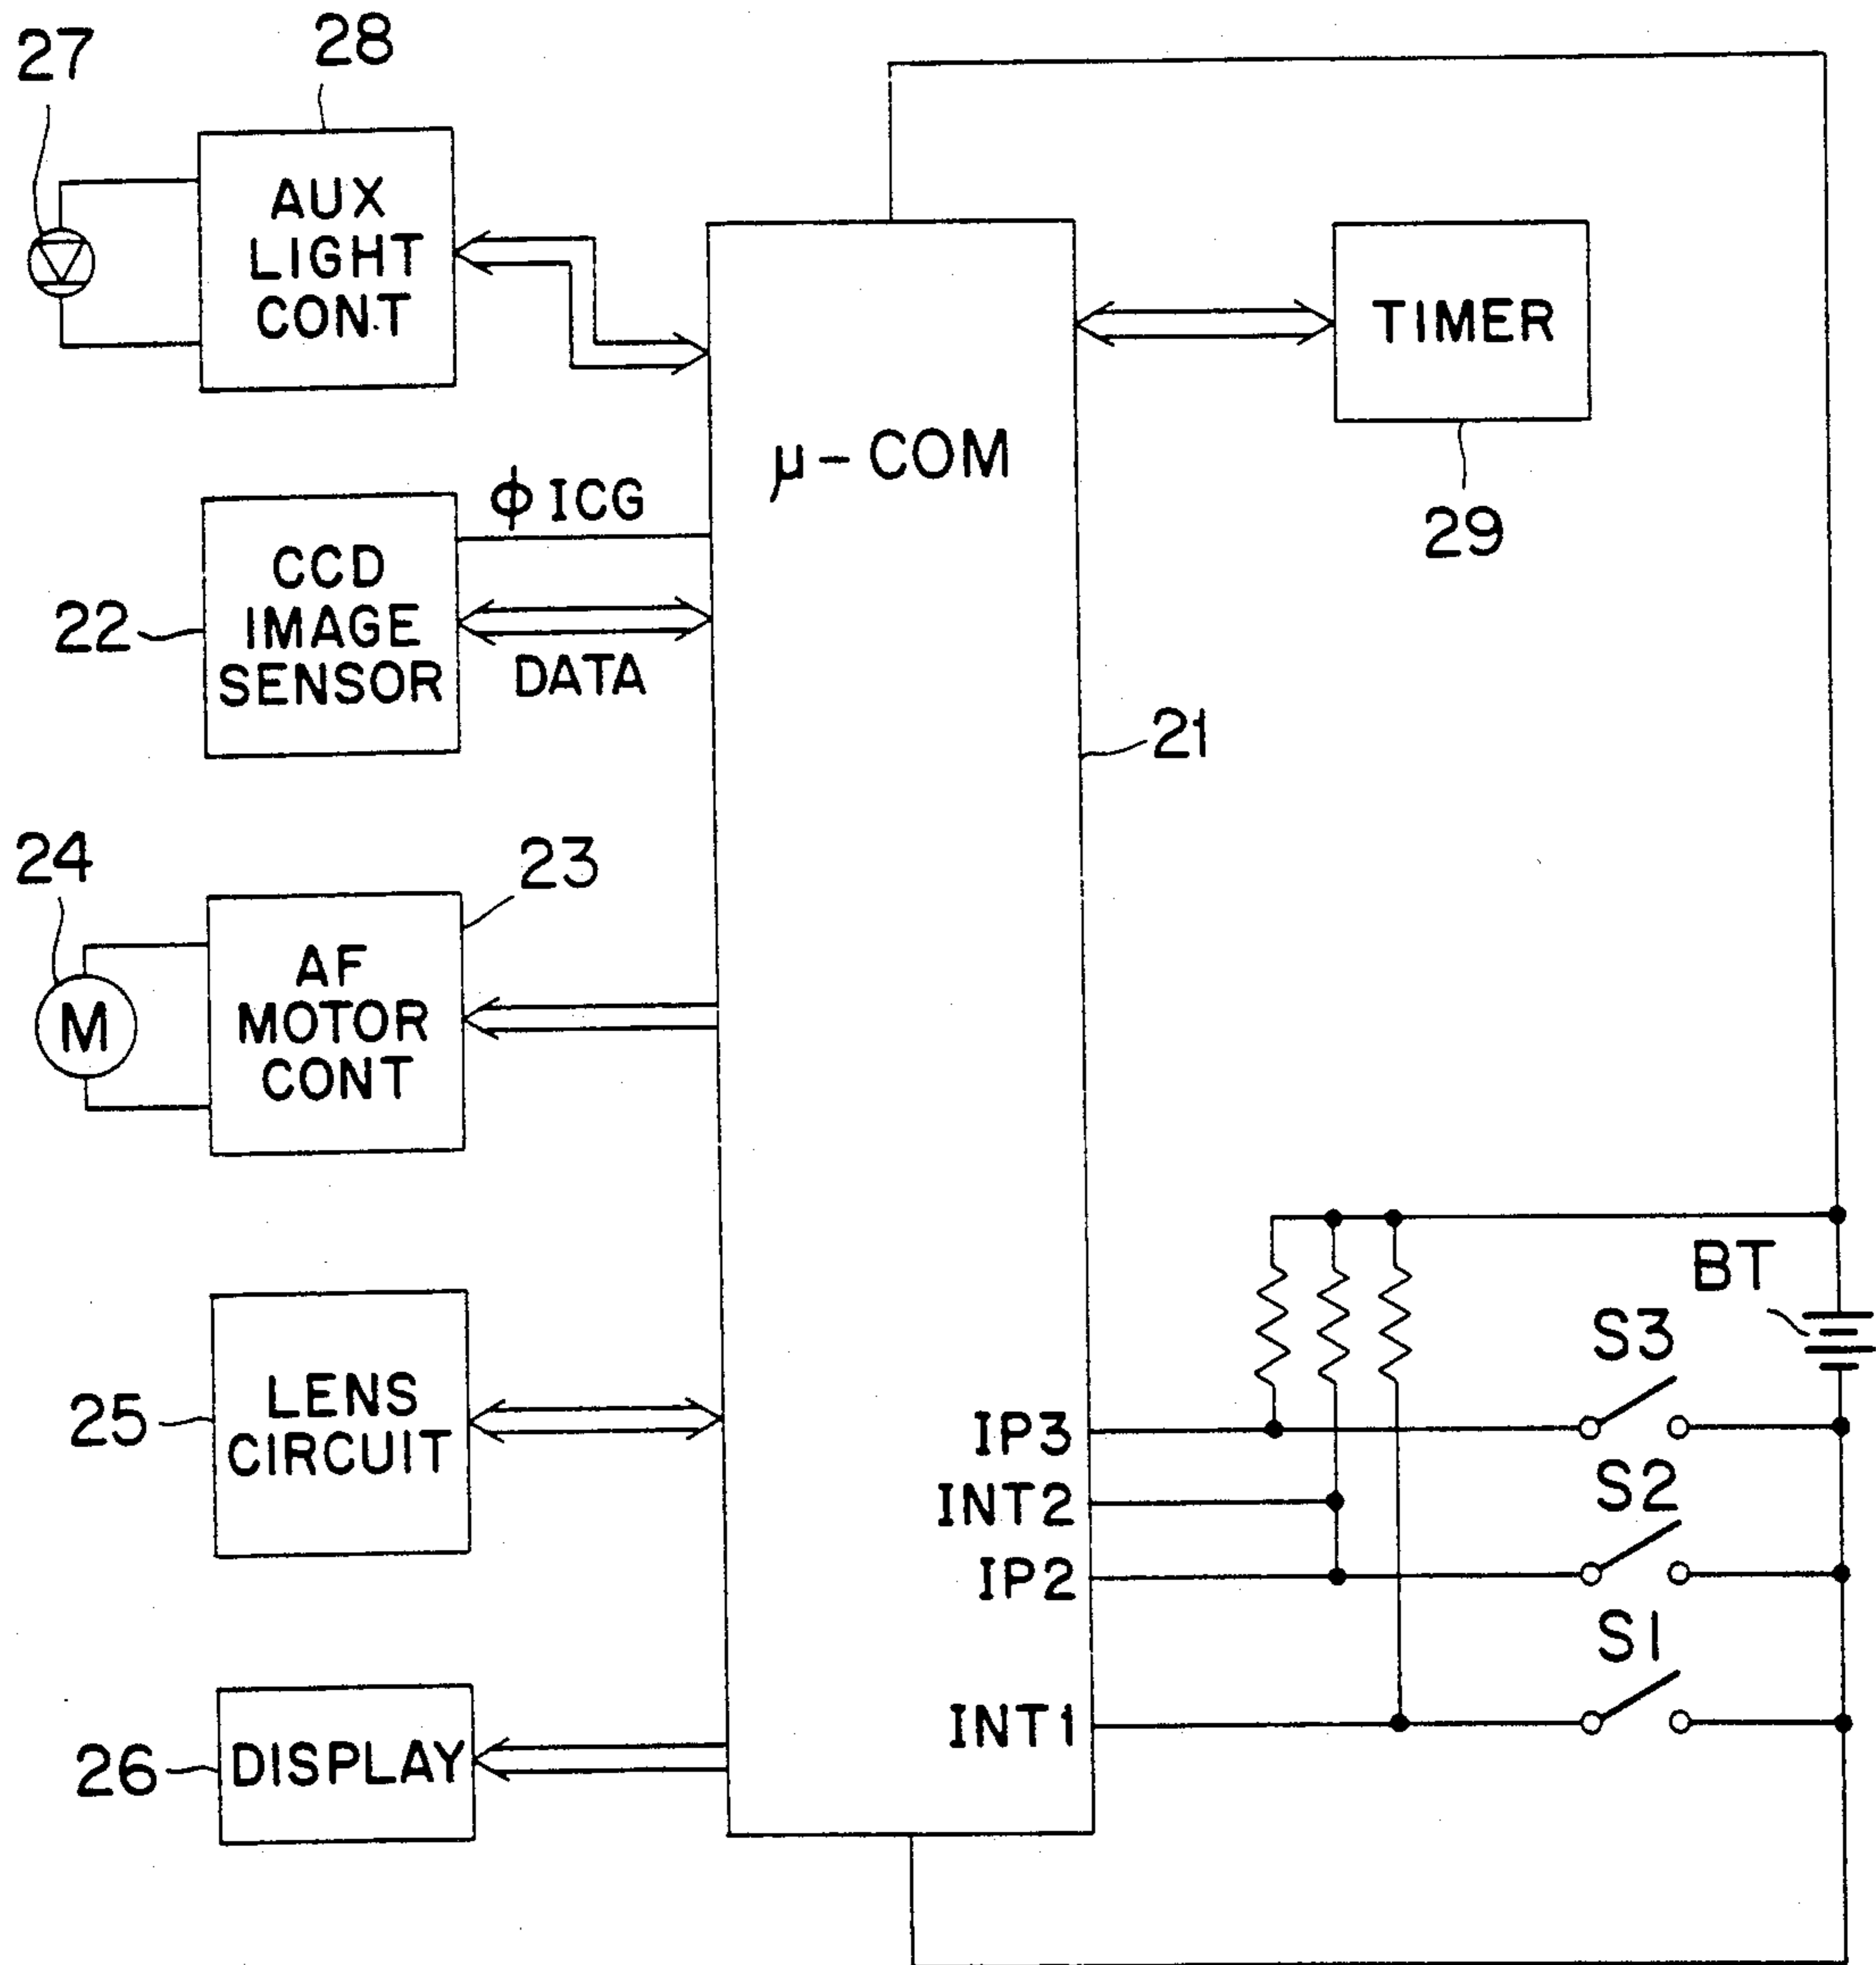 27
28
AUX
LIGHT
CONT
μ-COM
TIMER
29
φ ICG
CCD
IMAGE
SENSOR
22
DATA
21
24
23
AF
MOTOR
CONT
M
BT
S3
LENS
CIRCUIT
25
IP3
S2
INT2
IP2
S1
INT1
26
DISPLAY